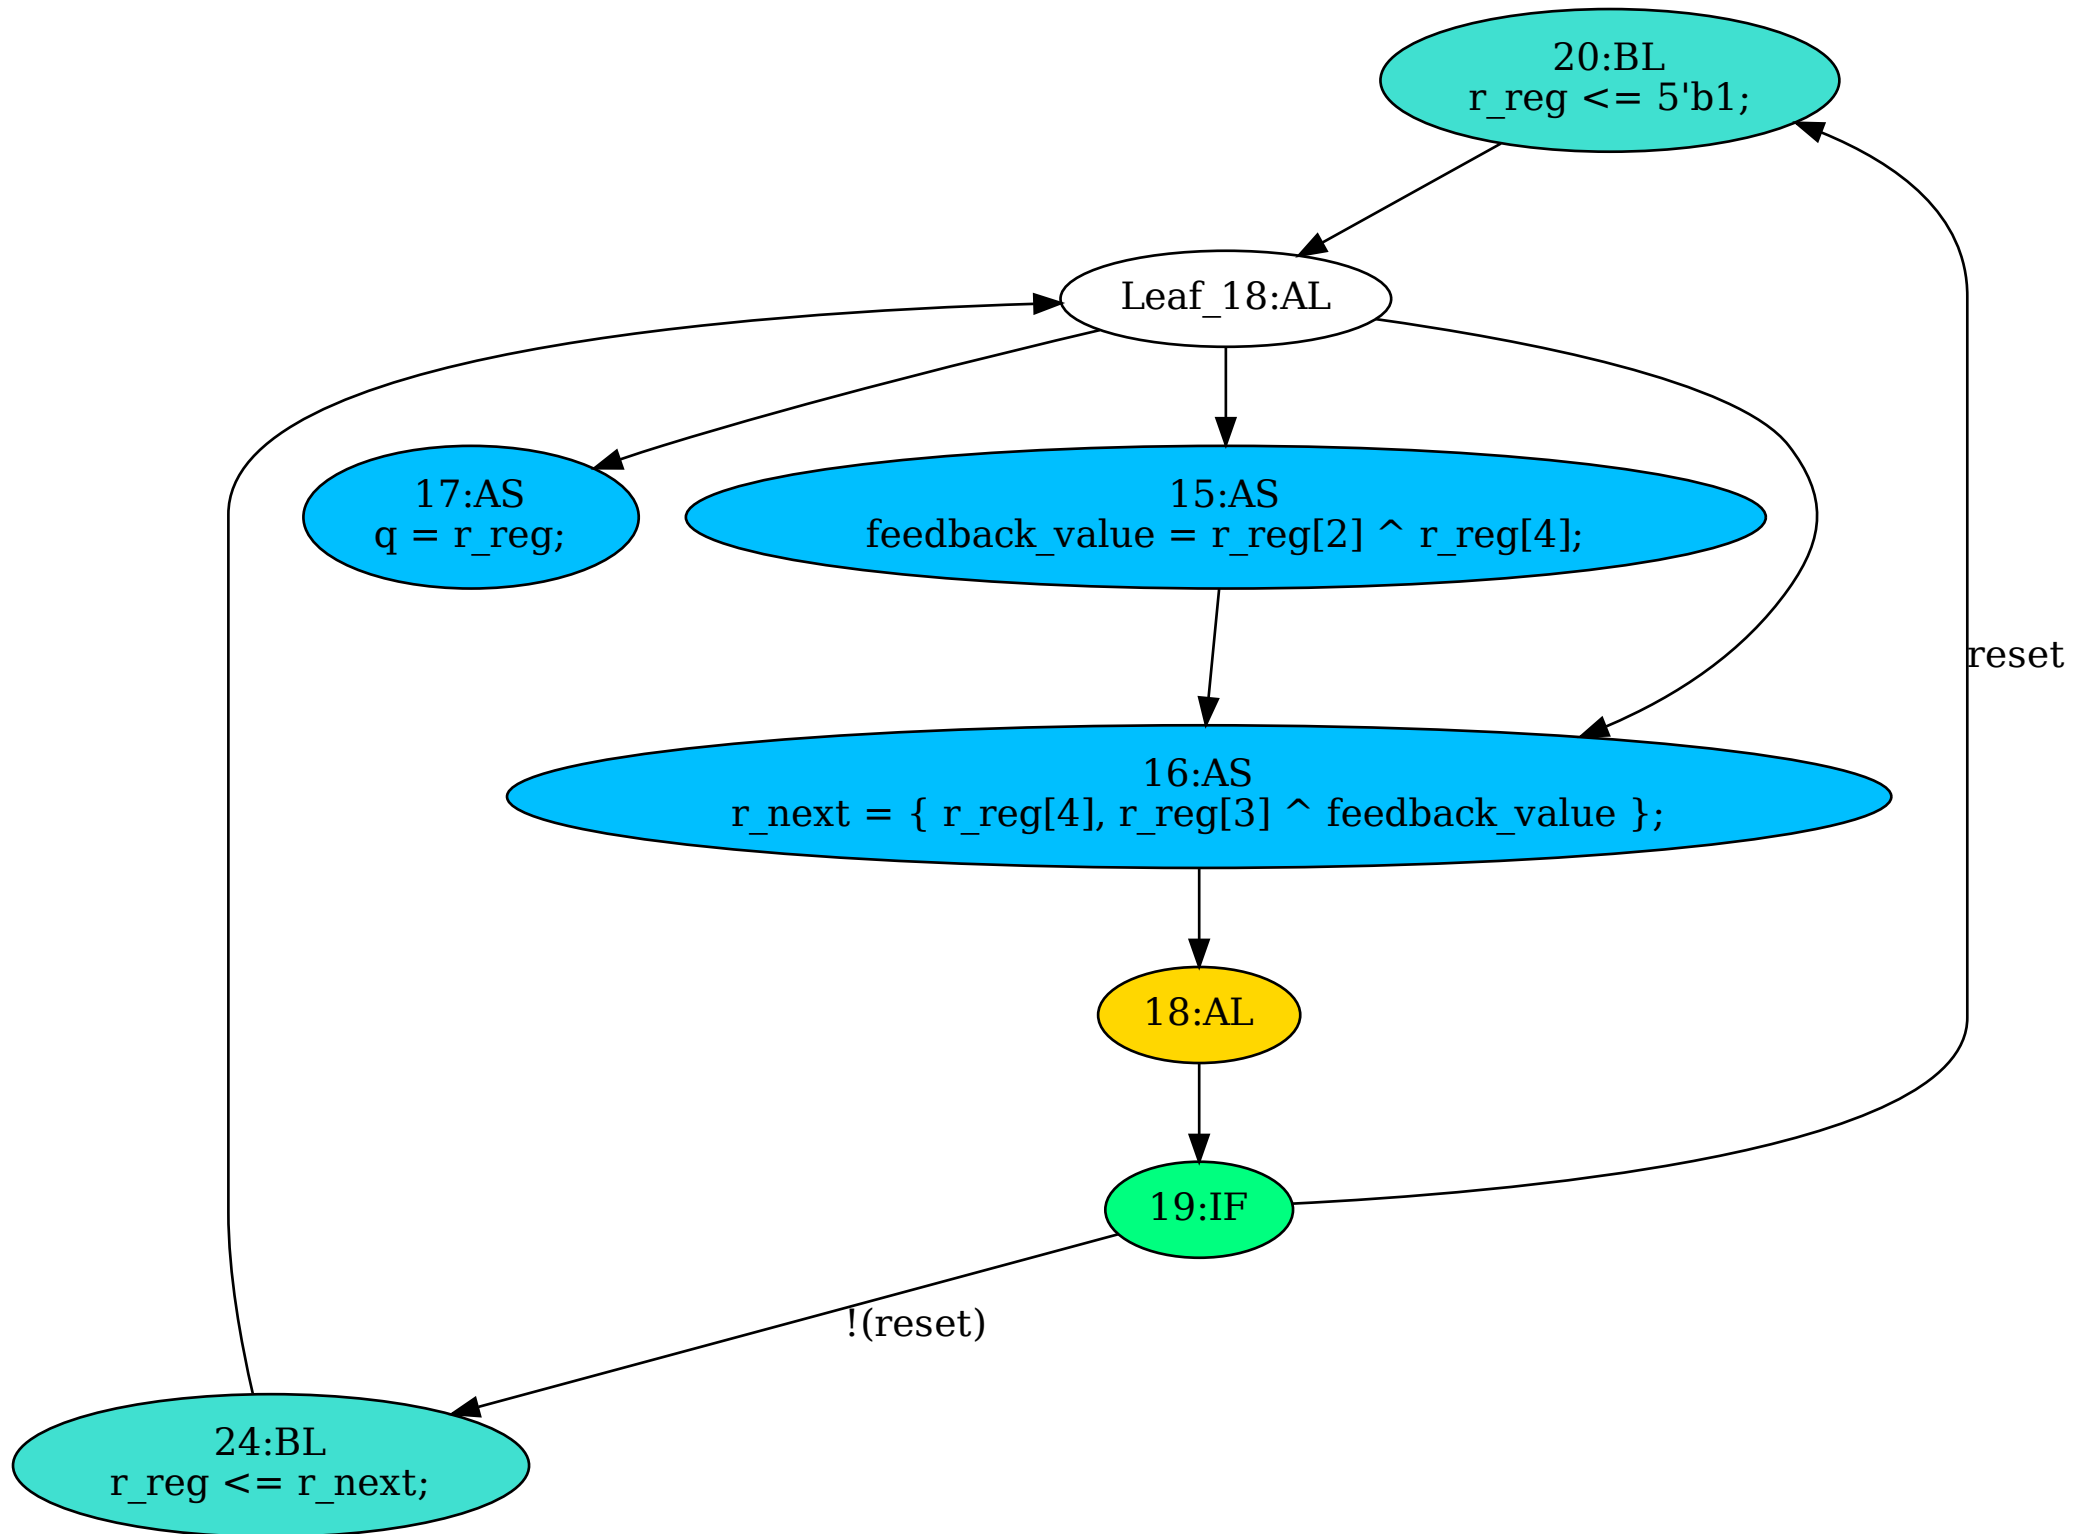 20:BL
r_reg <= 5'b1;
Leaf_18:AL
17:AS
q = r_reg;
15:AS
feedback_value = r_reg[2] ^ r_reg[4];
reset
16:AS
r_next = { r_reg[4], r_reg[3] ^ feedback_value };
18:AL
19:IF
!(reset)
24:BL
r_reg <= r_next;